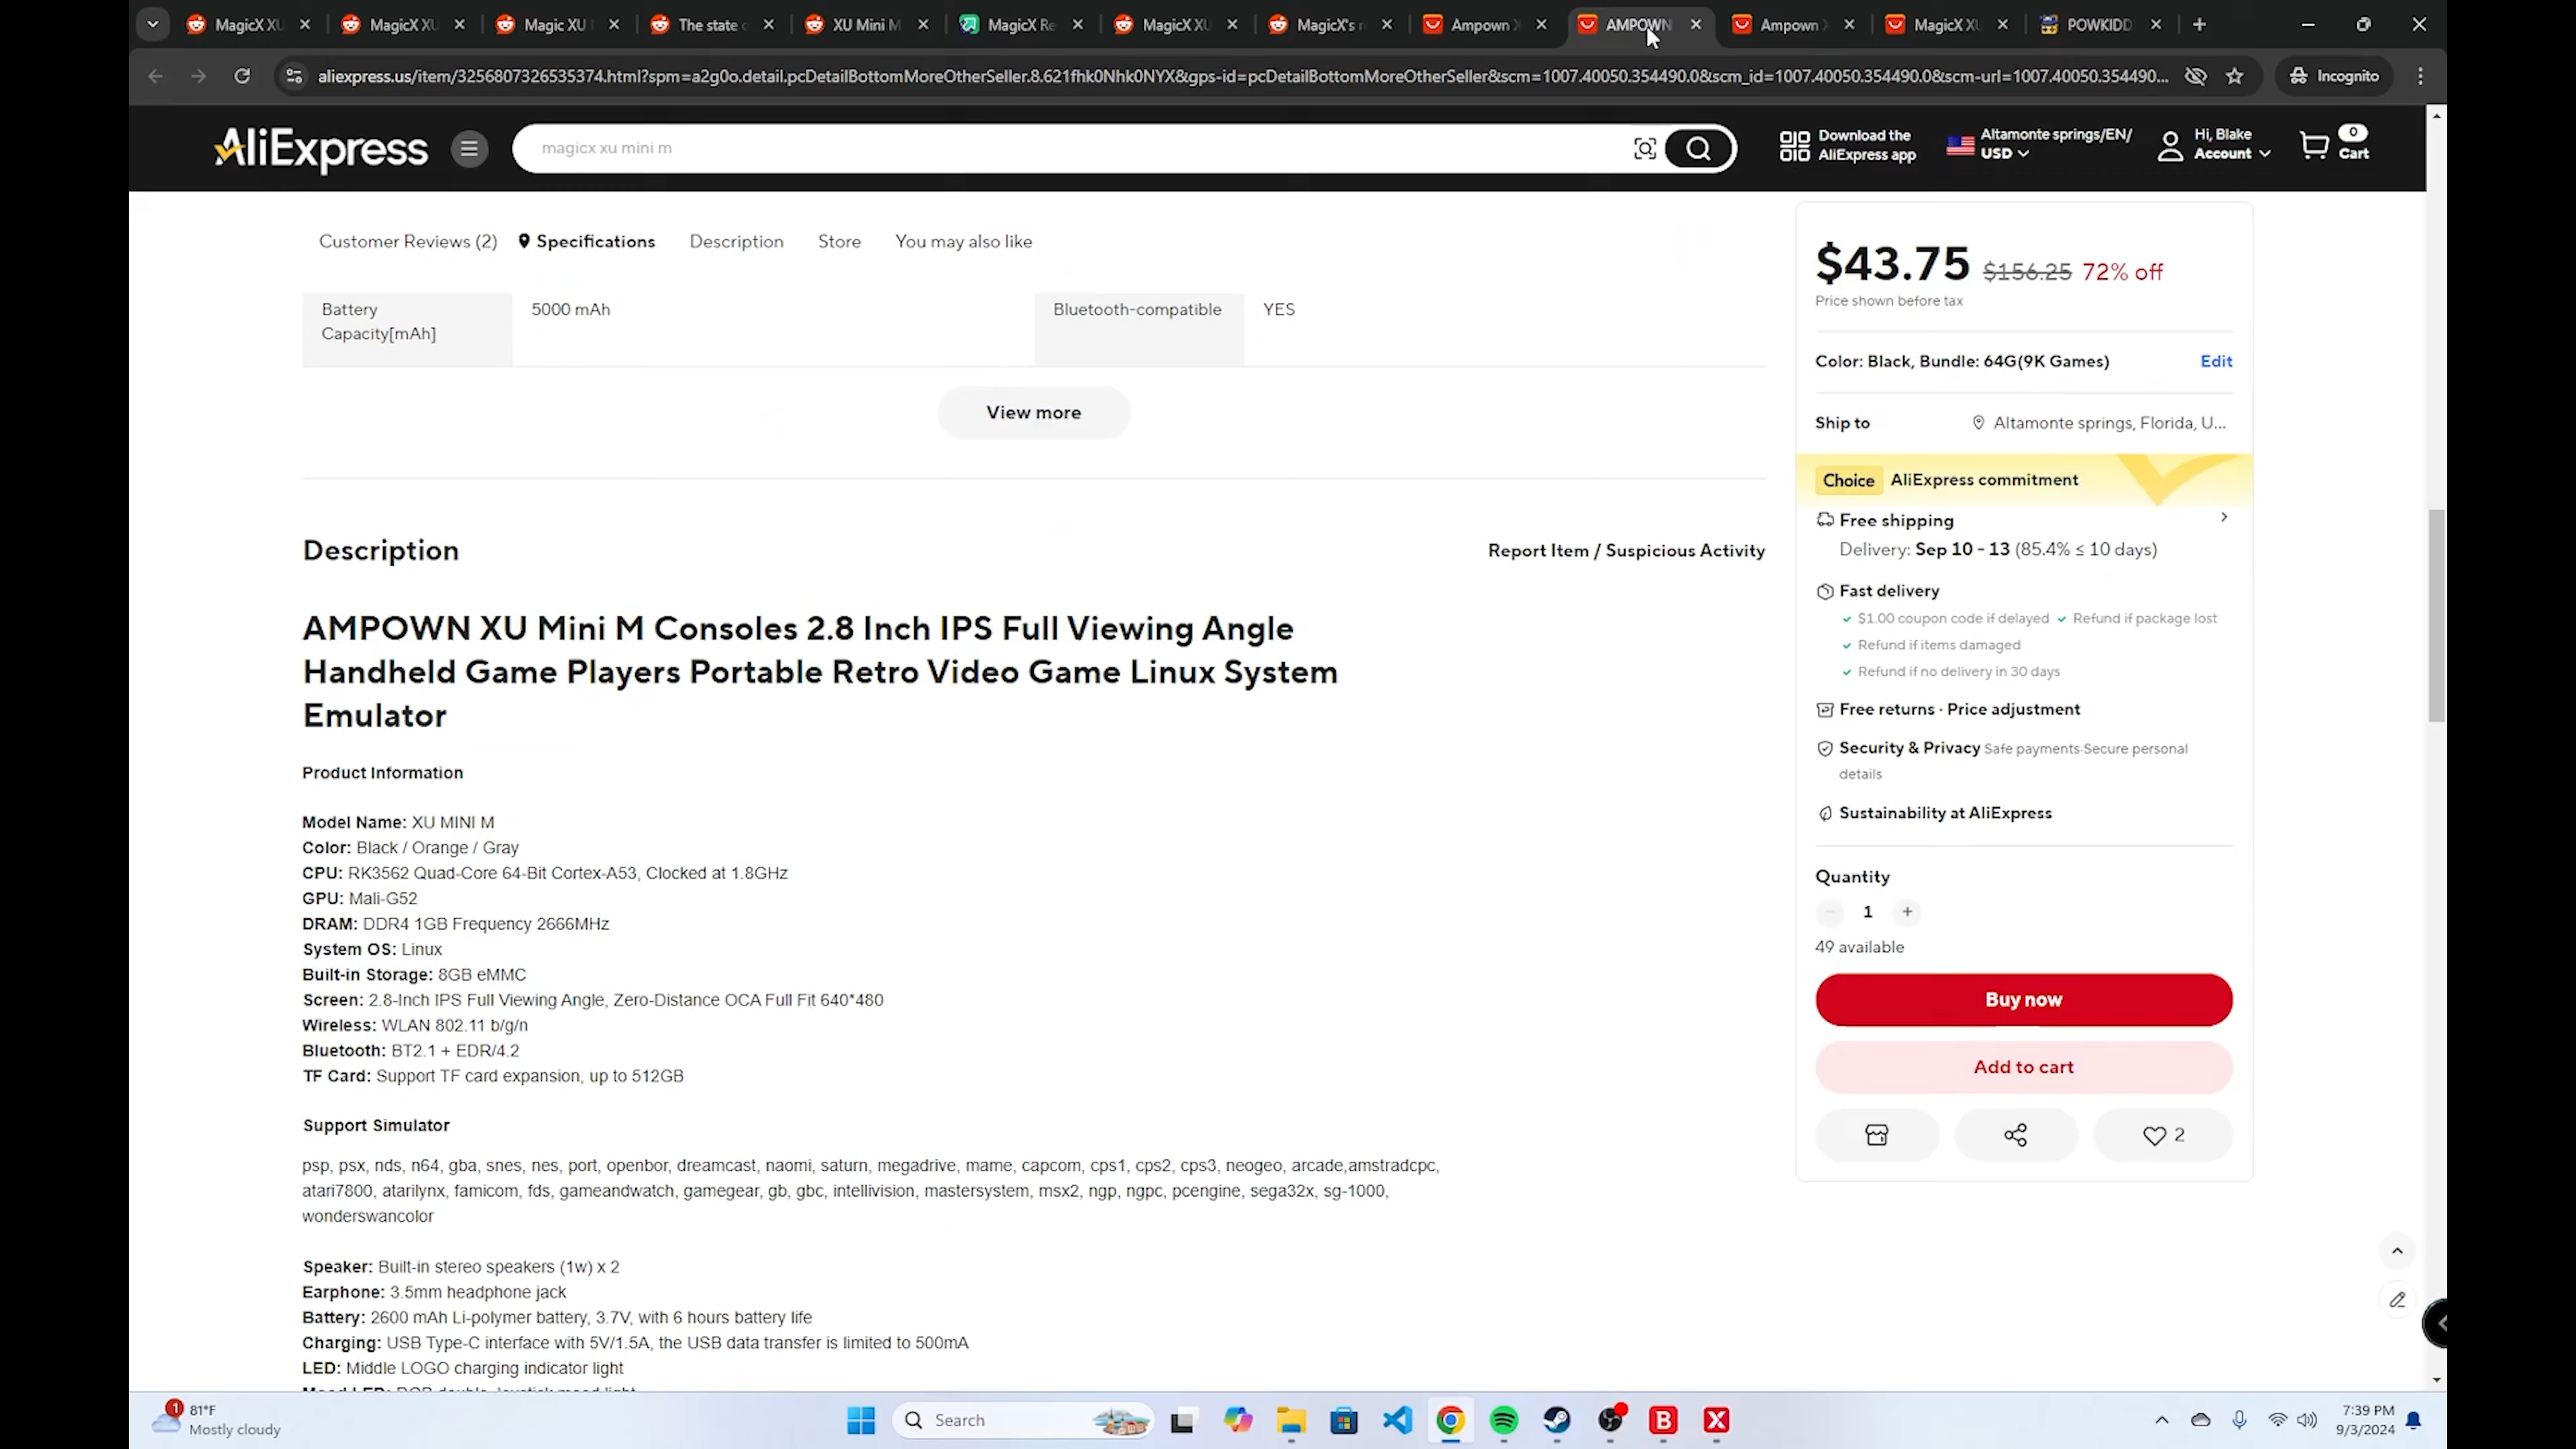 MagicX XU
MagicX XU
Magic XU
The state
XU Mini M
MagicX Re
MagicX XU
MagicX's r
Ampown X
AMPOWN
Ampown
MagicX XU
POWKIDD
aliexpress.us/item/3256807326535374.html?spm=a2g0o.detail.pcDetailBottomMoreOtherSeller.8.621fhk0Nhk0NYX&gps-id=pcDetailBottomMoreOtherSeller&scm=1007.40050.354490.0&scm_id=1007.40050.354490.0&scm-url=1007.40050.354490...
Incognito
AliExpress
magicx xu mini m
Download the
AliExpress app
Altamonte springs/EN/
USD
Hi, Blake
Account
0
Cart
Customer Reviews (2) Specifications Description Store You may also like
Battery
Capacity[mAh]
5000 mAh
Bluetooth-compatible
YES
View more
Description
Report Item / Suspicious Activity
AMPOWN XU Mini M Consoles 2.8 Inch IPS Full Viewing Angle
Handheld Game Players Portable Retro Video Game Linux System
Emulator
Product Information
Model Name: XU MINI M
Color: Black / Orange / Gray
CPU: RK3562 Quad-Core 64-Bit Cortex-A53, Clocked at 1.8GHz
GPU: Mali-G52
DRAM: DDR4 1GB Frequency 2666MHz
System OS: Linux
Built-in Storage: 8GB eMMC
Screen: 2.8-Inch IPS Full Viewing Angle, Zero-Distance OCA Full Fit 640*480
Wireless: WLAN 802.11 b/g/n
Bluetooth: BT2.1 + EDR/4.2
TF Card: Support TF card expansion, up to 512GB
Support Simulator
psp, psx, nds, n64, gba, snes, nes, port, openbor, dreamcast, naomi, saturn, megadrive, mame, capcom, cps1, cps2, cps3, neogeo, arcade,amstradcpc,
atari7800, atarilynx, famicom, fds, gameandwatch, gamegear, gb, gbc, intellivision, mastersystem, msx2, ngp, ngpc, pcengine, sega32x, sg-1000,
wonderswancolor
Speaker: Built-in stereo speakers (1w) x 2
Earphone: 3.5mm headphone jack
Battery: 2600 mAh Li-polymer battery, 3.7V, with 6 hours battery life
Charging: USB Type-C interface with 5V/1.5A, the USB data transfer is limited to 500mA
LED: Middle LOGO charging indicator light
$43.75 $156.25 72% off
Price shown before tax
Color: Black, Bundle: 64G(9K Games) Edit
Ship to Altamonte springs, Florida, U...
Choice AliExpress commitment
Free shipping
Delivery: Sep 10 - 13 (85.4% ≤ 10 days)
Fast delivery
$1.00 coupon code if delayed Refund if package lost
Refund if items damaged
Refund if no delivery in 30 days
Free returns · Price adjustment
Security & Privacy Safe payments·Secure personal
details
Sustainability at AliExpress
Quantity
1
49 available
Buy now
Add to cart
2
1
81°F
Mostly cloudy
Search
7:39 PM
9/3/2024